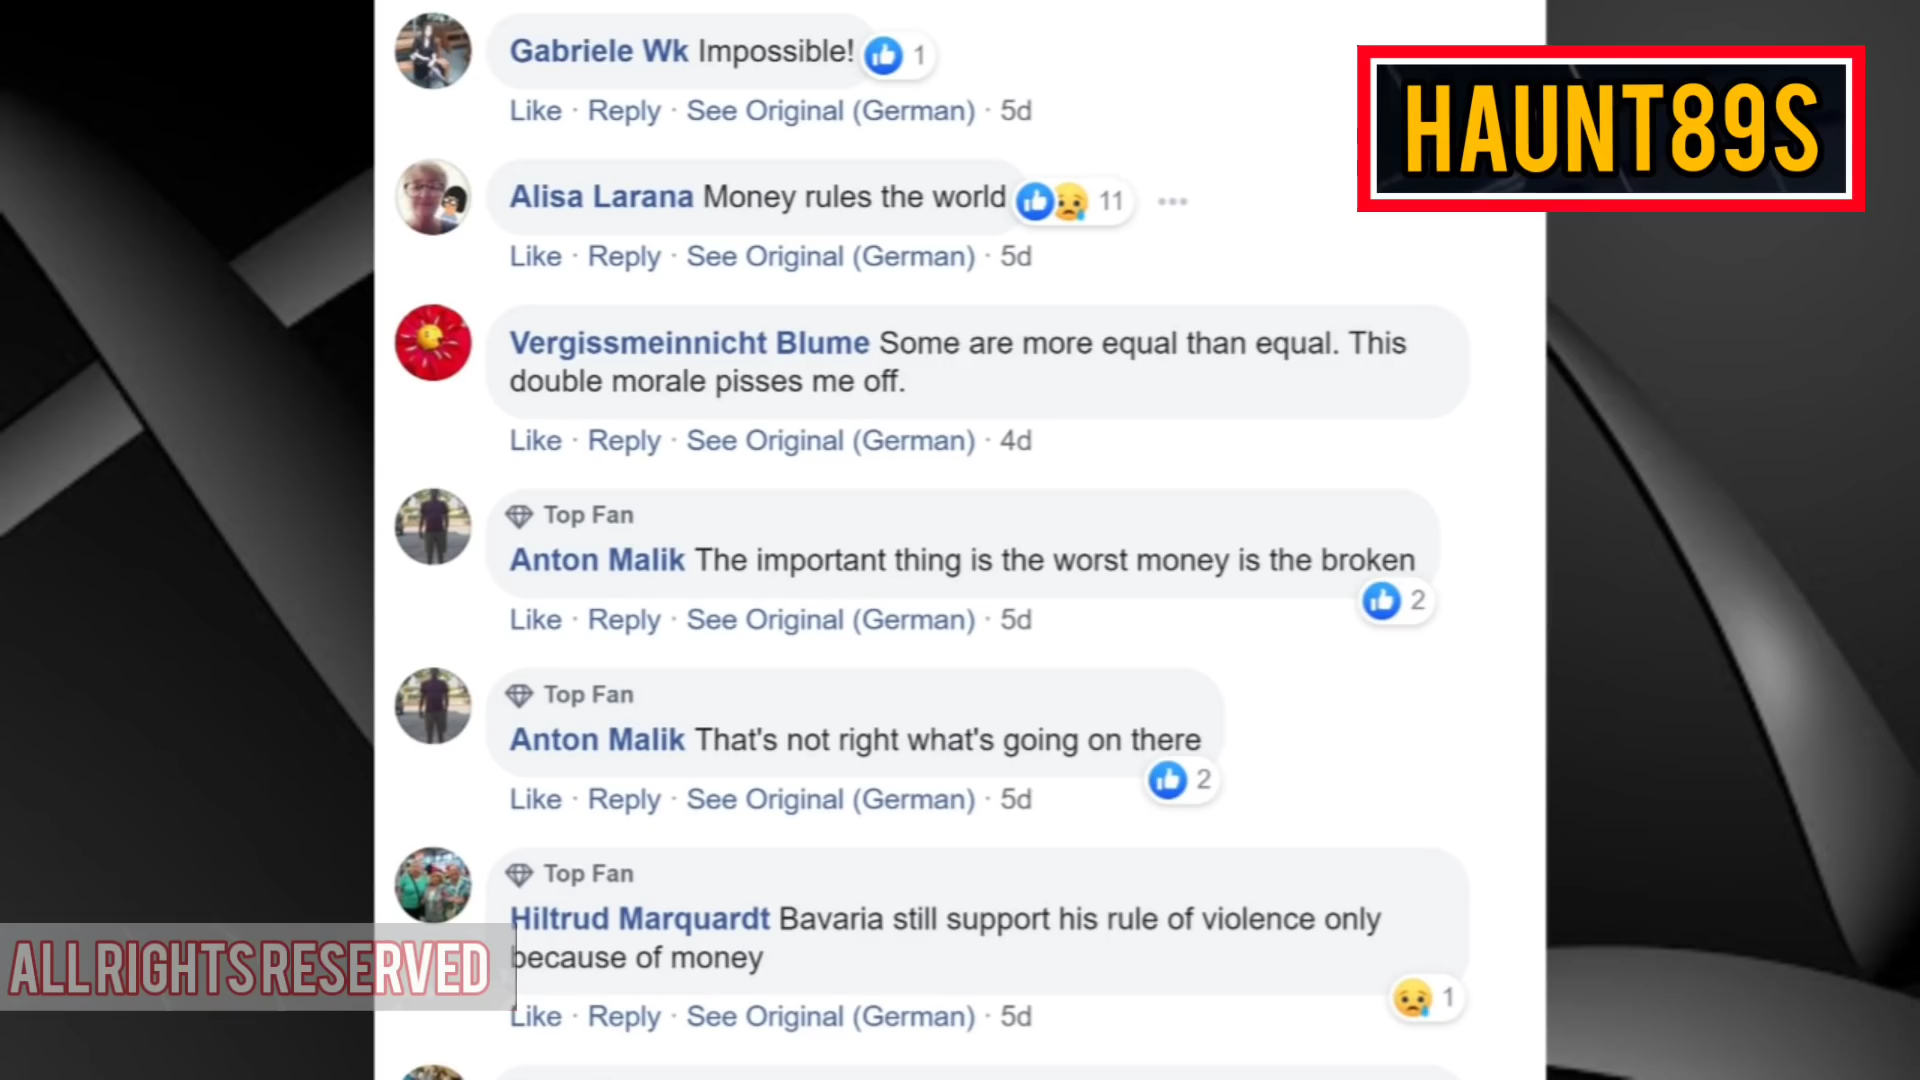 Gabriele Wk Impossible! 1
Like · Reply · See Original (German) · 5d
HAUNT89S
Alisa Larana Money rules the world 11
Like · Reply · See Original (German) · 5d
Vergissmeinnicht Blume Some are more equal than equal. This
double morale pisses me off.
Like · Reply · See Original (German) · 4d
Top Fan
Anton Malik The important thing is the worst money is the broken
2
Like · Reply · See Original (German) · 5d
Top Fan
Anton Malik That's not right what's going on there
2
Like · Reply · See Original (German) · 5d
Top Fan
Hiltrud Marquardt Bavaria still support his rule of violence only
because of money
ALL RIGHTS RESERVED
1
Like · Reply · See Original (German) · 5d